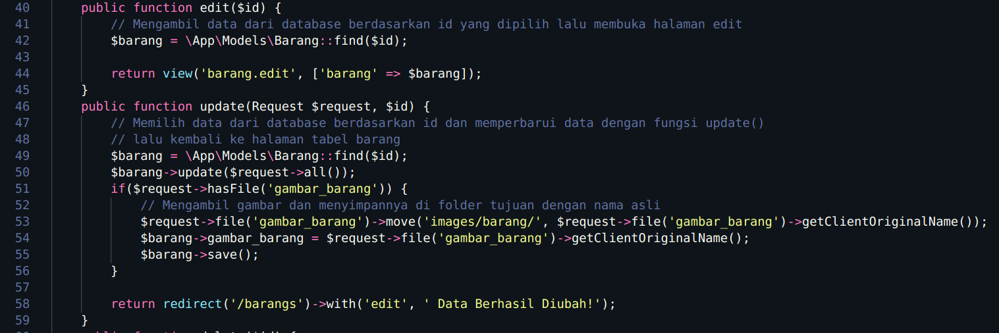 40 public function edit($id) {
41 // Mengambil data dari database berdasarkan id yang dipilih lalu membuka halaman edit
42 $barang = \App\Models\Barang::find($id);
43
44 return view('barang.edit', ['barang' => $barang]);
45 }
46 public function update(Request $request, $id) {
47 // Memilih data dari database berdasarkan id dan memperbarui data dengan fungsi update()
48 // lalu kembali ke halaman tabel barang
49 $barang = \App\Models\Barang::find($id);
50 $barang->update($request->all());
51 if($request->hasFile('gambar_barang')) {
52 // Mengambil gambar dan menyimpannya di folder tujuan dengan nama asli
53 $request->file('gambar_barang')->move('images/barang/', $request->file('gambar_barang')->getClientOriginalName());
54 $barang->gambar_barang = $request->file('gambar_barang')->getClientOriginalName();
55 $barang->save();
56 }
57
58 return redirect('/barangs')->with('edit', ' Data Berhasil Diubah!');
59 }